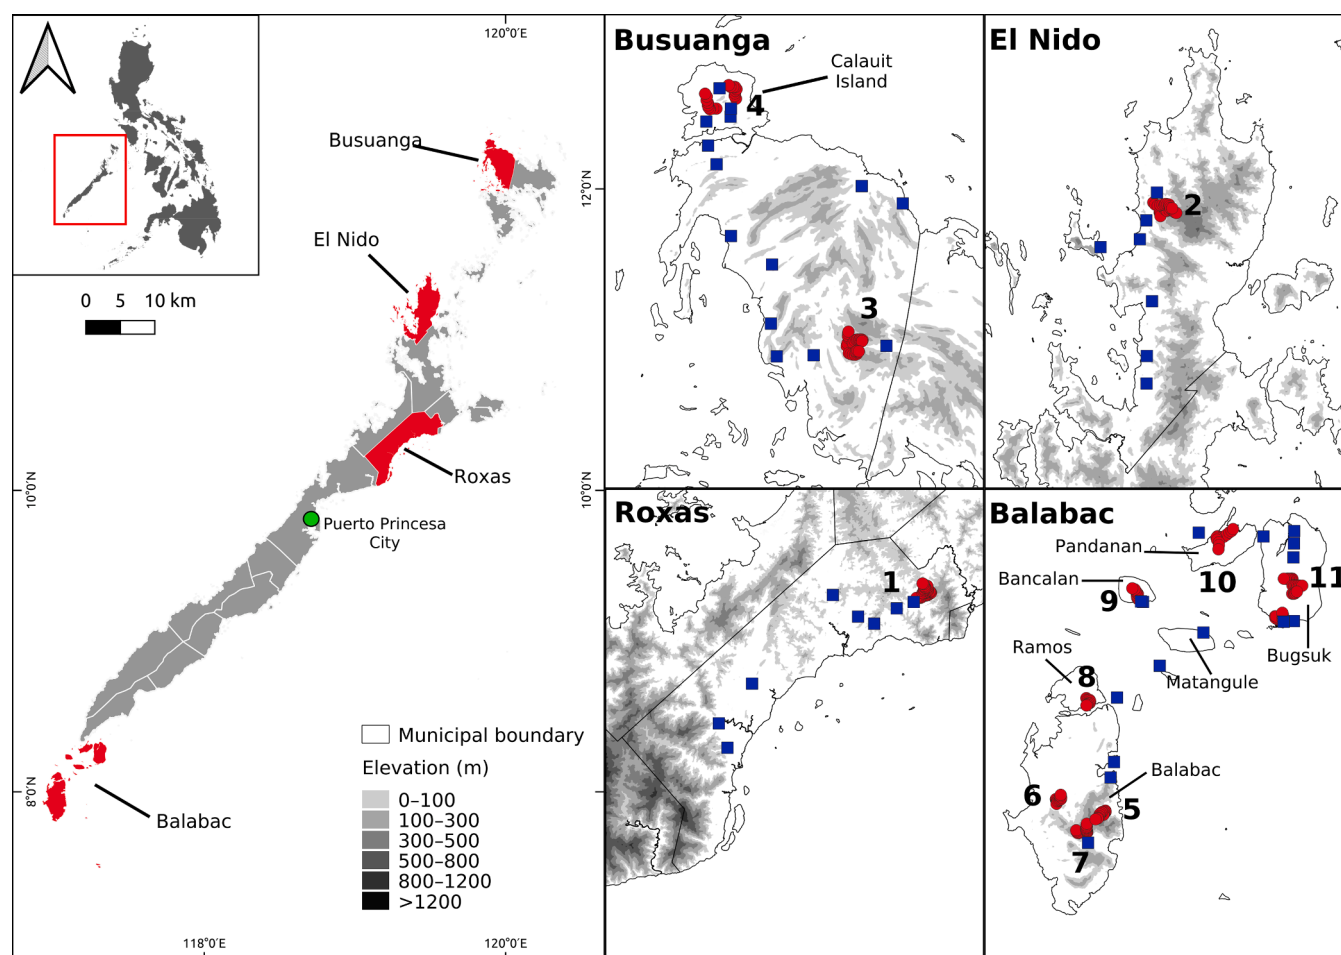 120°0′E
Busuanga
El Nido
Calauit
Island
4
2
Busuanga
12°0′N
El Nido
0 5 10 km
3
Roxas
10°0′N
Puerto Princesa
City
Roxas
Balabac
Pandanan
Bancalan
10
11
1
9
Ramos
Bugsuk
8
Matangule
Municipal boundary
Elevation (m)
0–100
100–300
300–500
500–800
800–1200
>1200
8°0′N
Balabac
Balabac
6
5
7
118°0′E
120°0′E